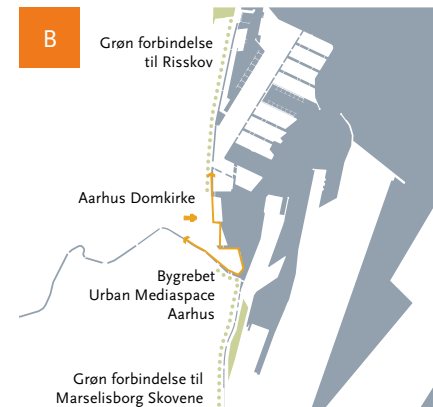 B
Grøn forbindelse
til Risskov
Aarhus Domkirke
Bygrebet
Urban Mediaspace
Aarhus
Grøn forbindelse til
Marselisborg Skovene